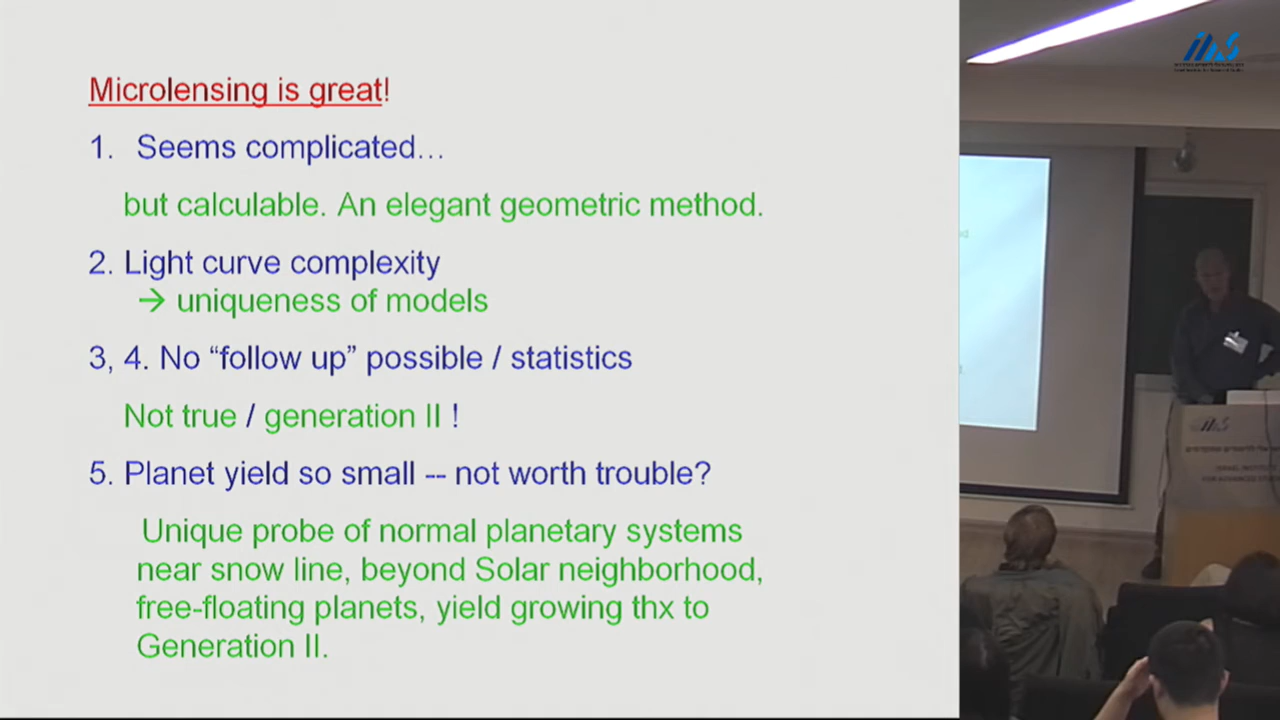 Microlensing is great!
1. Seems complicated…
but calculable. An elegant geometric method.
2. Light curve complexity
→ uniqueness of models
3, 4. No “follow up” possible / statistics
Not true / generation II !
5. Planet yield so small -- not worth trouble?
Unique probe of normal planetary systems
near snow line, beyond Solar neighborhood,
free-floating planets, yield growing thx to
Generation II.